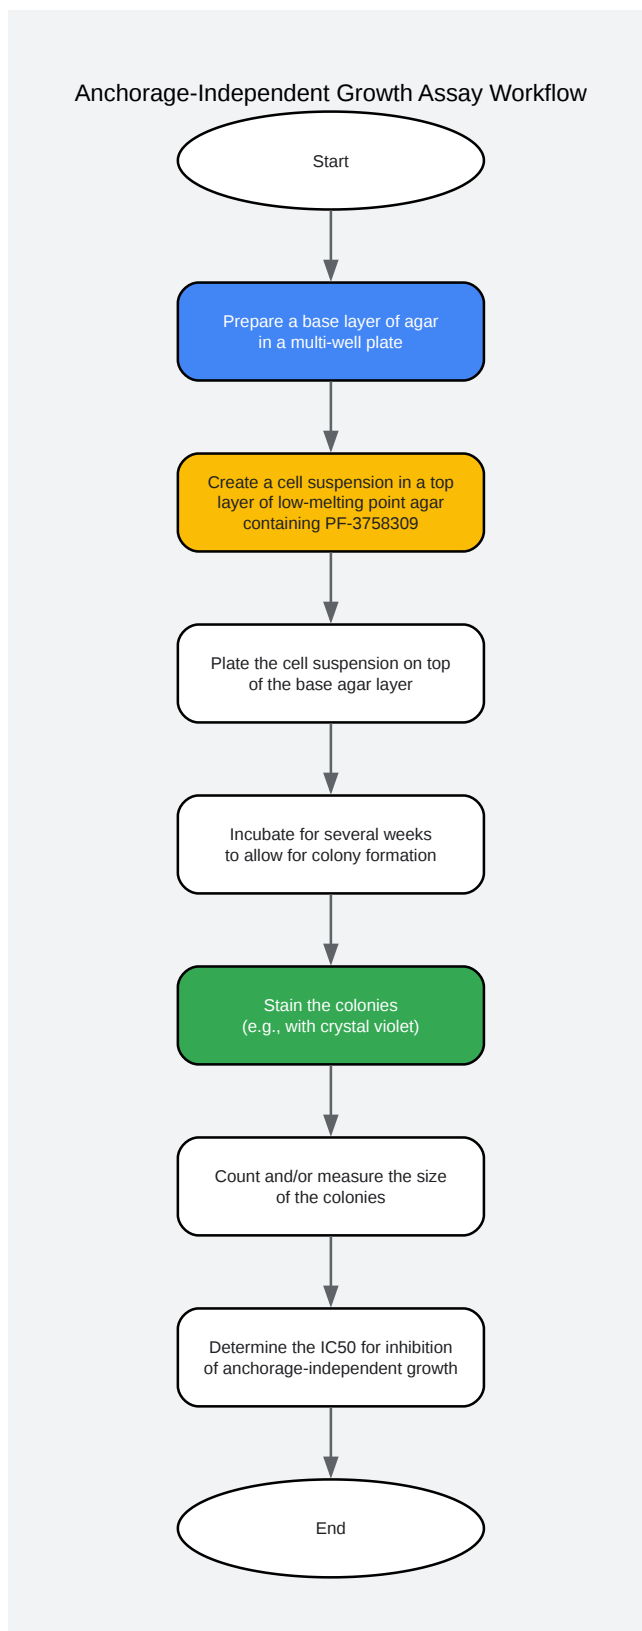 Anchorage-Independent Growth Assay Workflow
Start
Prepare a base layer of agar
in a multi-well plate
Create a cell suspension in a top
layer of low-melting point agar
containing PF-3758309
Plate the cell suspension on top
of the base agar layer
Incubate for several weeks
to allow for colony formation
Stain the colonies
(e.g., with crystal violet)
Count and/or measure the size
of the colonies
Determine the IC50 for inhibition
of anchorage-independent growth
End